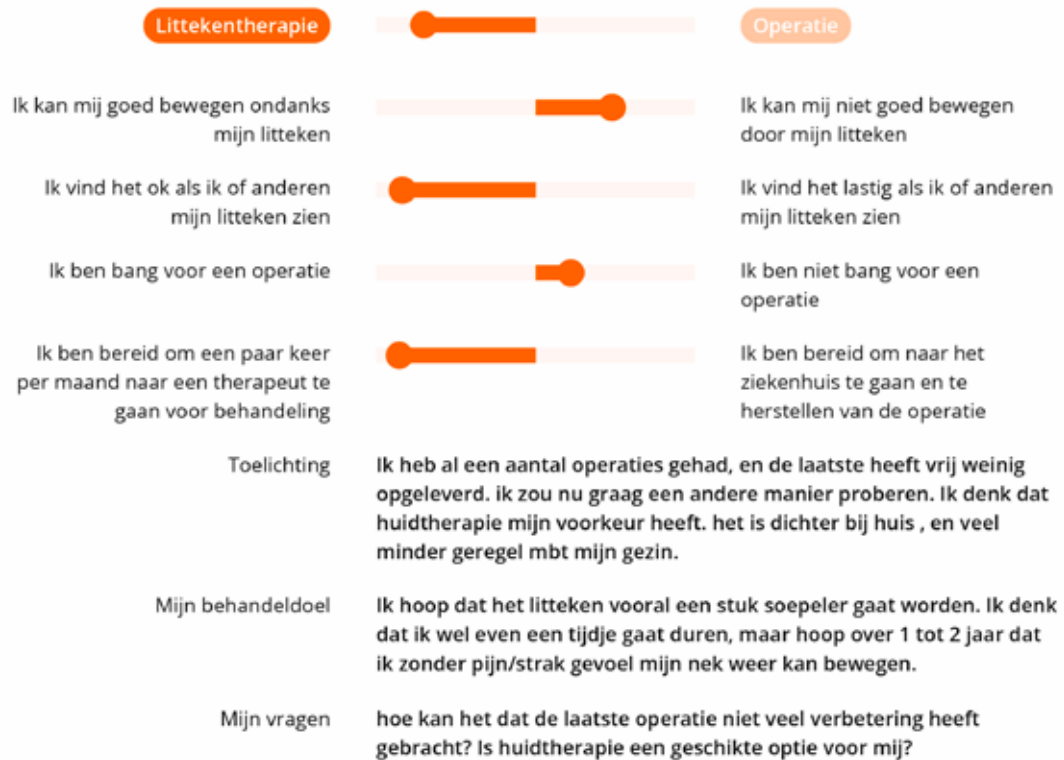 Littekentherapie
Operatie
Ik kan mij goed bewegen ondanks
mijn litteken
Ik kan mij niet goed bewegen
door mijn litteken
Ik vind het ok als ik of anderen
mijn litteken zien
Ik vind het lastig als ik of anderen
mijn litteken zien
Ik ben bang voor een operatie
Ik ben niet bang voor een
operatie
Ik ben bereid om een paar keer
per maand naar een therapeut te
gaan voor behandeling
Ik ben bereid om naar het
ziekenhuis te gaan en te
herstellen van de operatie
Toelichting
Ik heb al een aantal operaties gehad, en de laatste heeft vrij weinig
opgeleverd. ik zou nu graag een andere manier proberen. Ik denk dat
huidtherapie mijn voorkeur heeft. het is dichter bij huis , en veel
minder geregel mbt mijn gezin.
Mijn behandeldoel
Ik hoop dat het litteken vooral een stuk soepeler gaat worden. Ik denk
dat ik wel even een tijdje gaat duren, maar hoop over 1 tot 2 jaar dat
ik zonder pijn/strak gevoel mijn nek weer kan bewegen.
Mijn vragen
hoe kan het dat de laatste operatie niet veel verbetering heeft
gebracht? Is huidtherapie een geschikte optie voor mij?